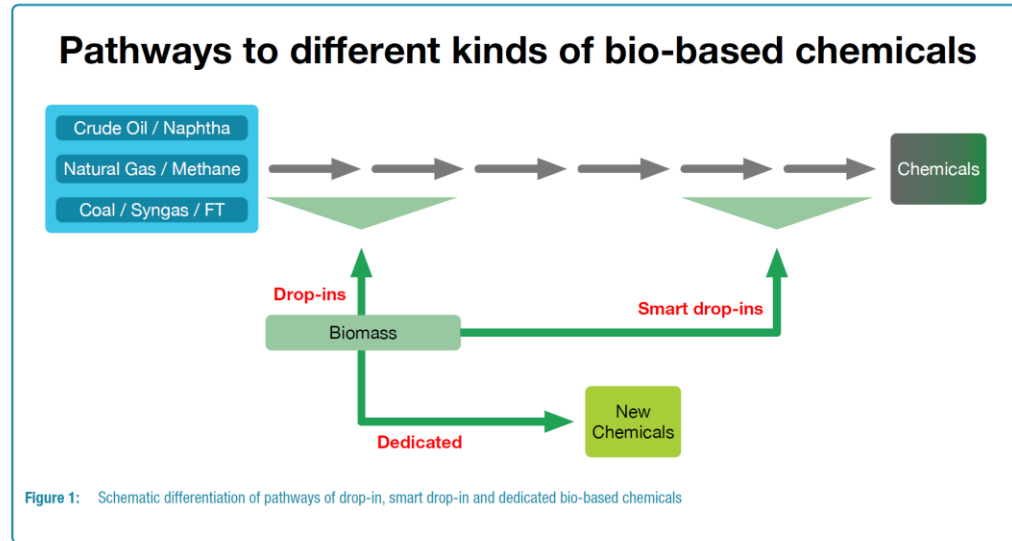 Pathways to different kinds of bio-based chemicals
Crude Oil / Naphtha
Natural Gas / Methane
Coal / Syngas / FT
Chemicals
Drop-ins
Smart drop-ins
Biomass
New
Chemicals
Dedicated
Figure 1: Schematic differentiation of pathways of drop-in, smart drop-in and dedicated bio-based chemicals